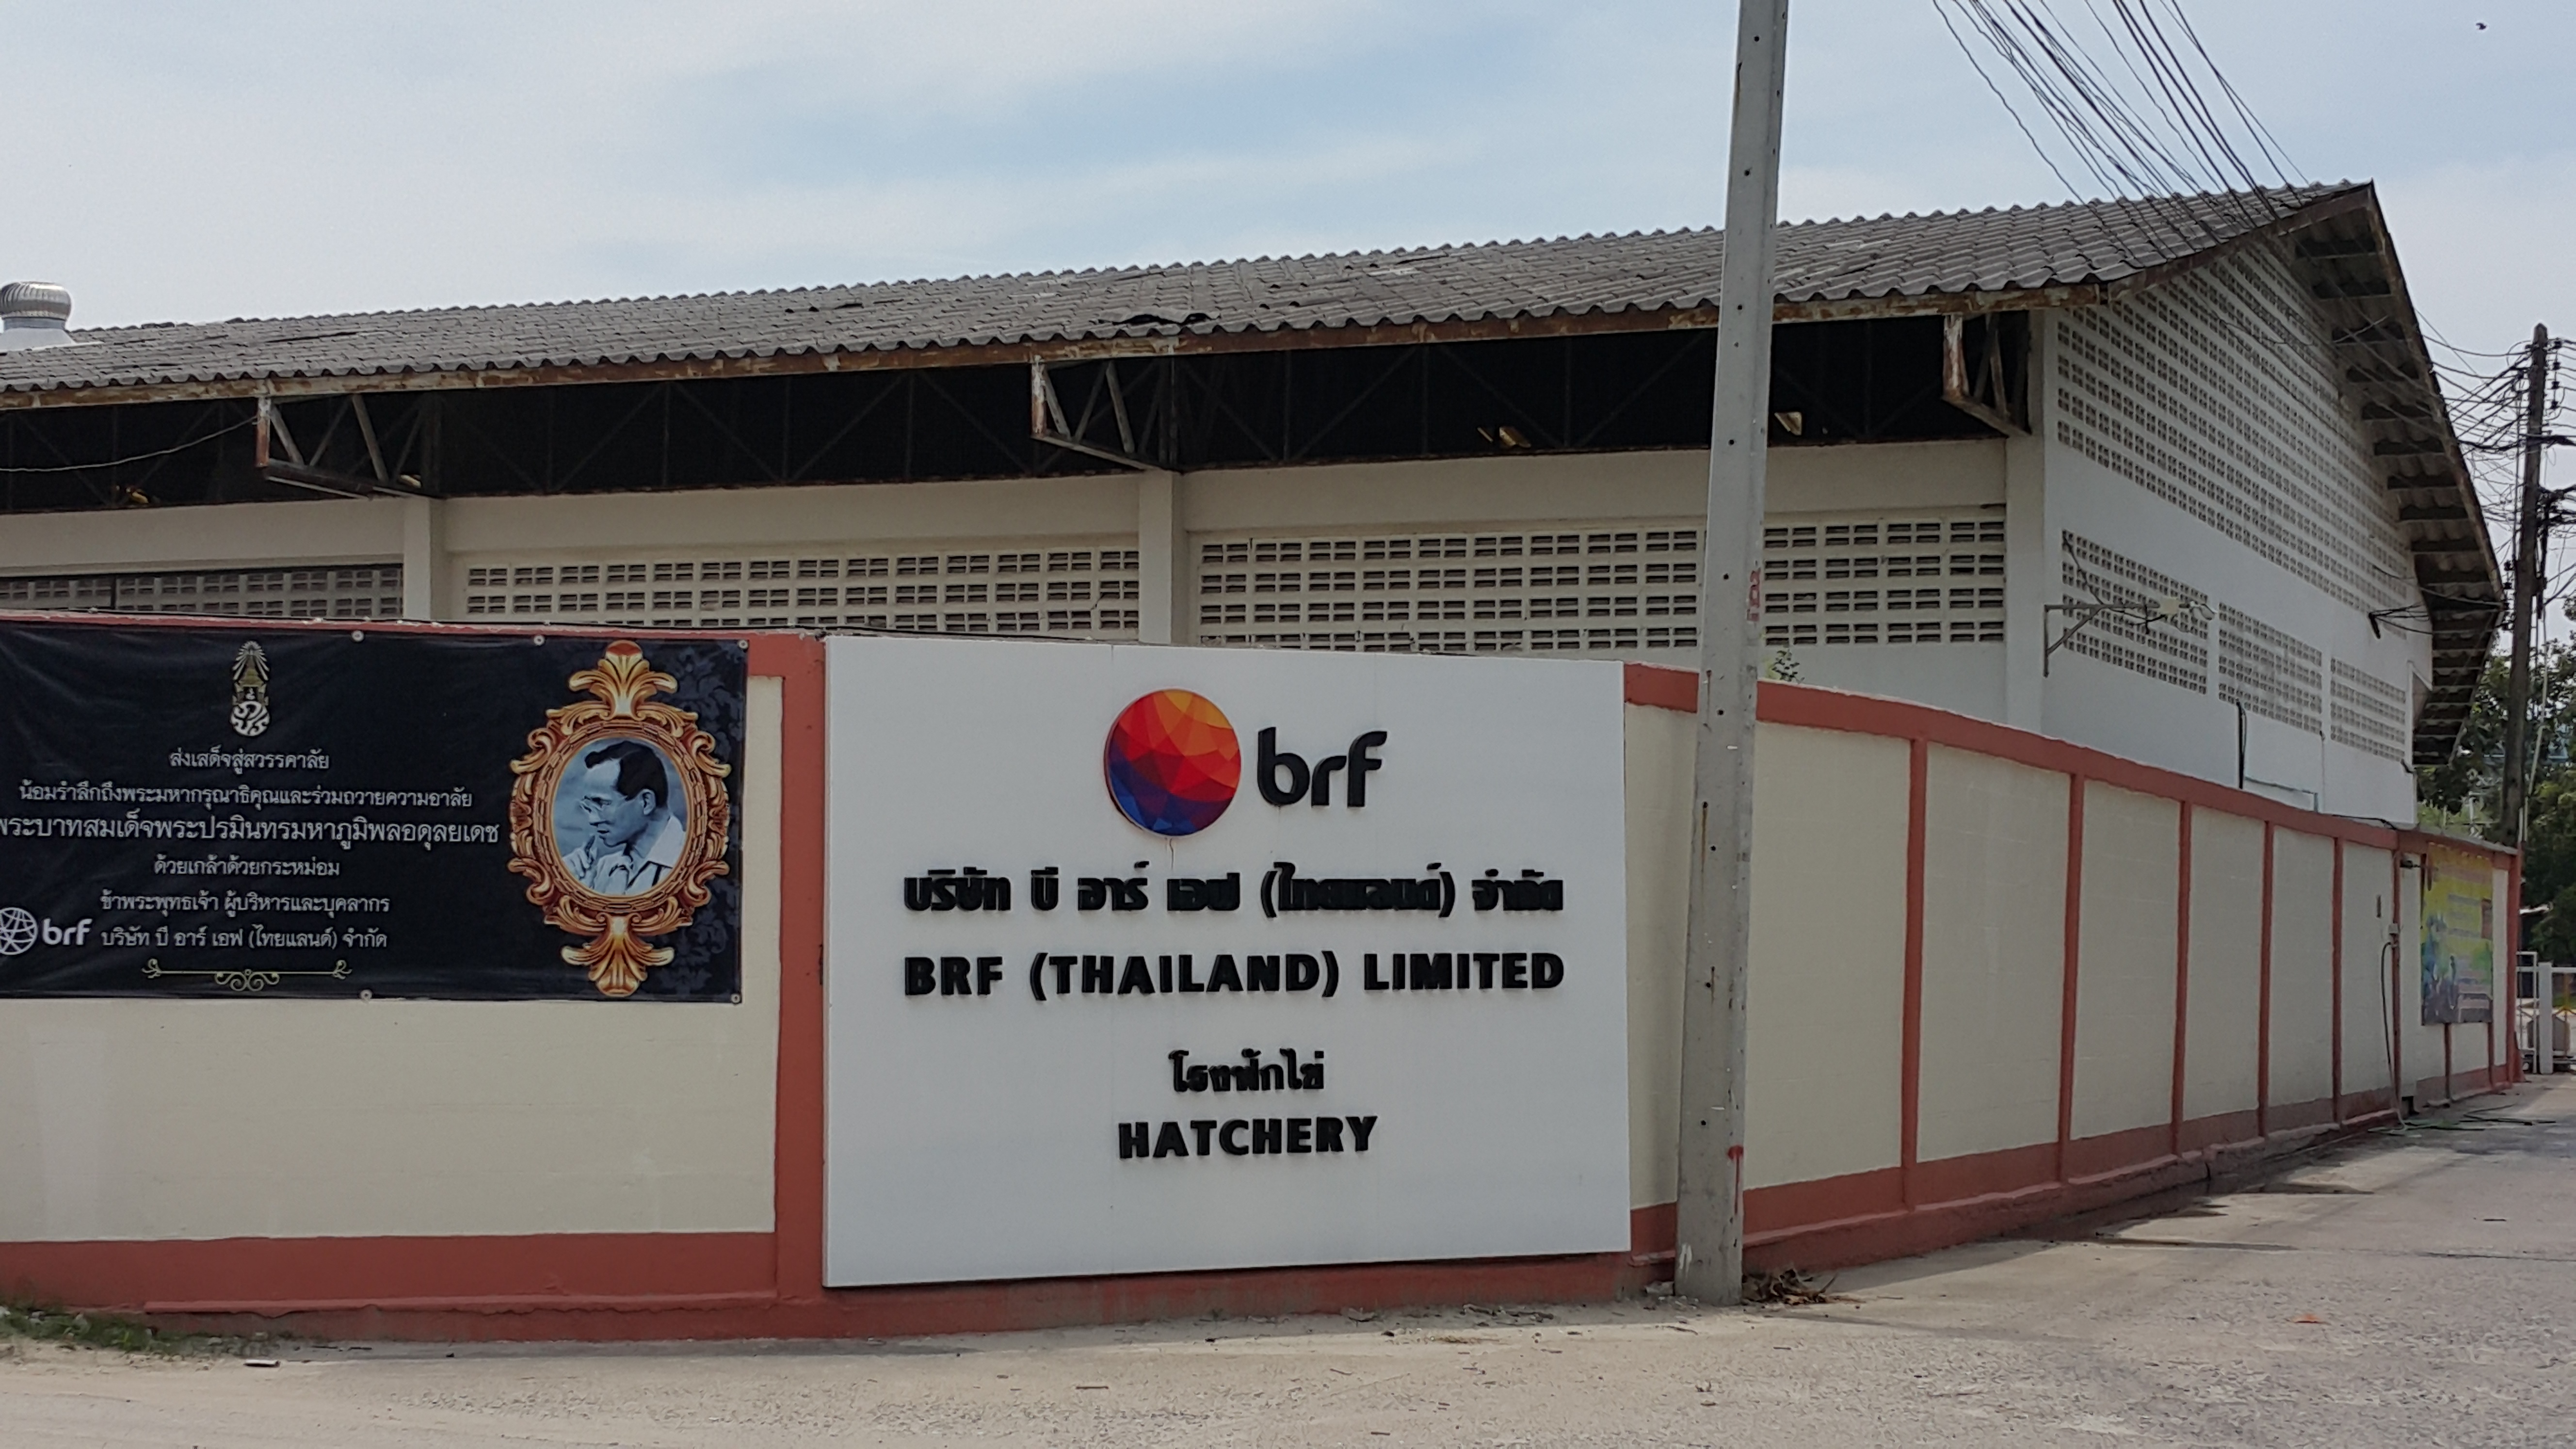 ส่งเสด็จสู่สวรรคาลัย
น้อมรำลึกถึงพระมหากรุณาธิคุณและร่วมถวายความอาลัย
พระบาทสมเด็จพระปรมินทรมหาภูมิพลอดุลยเดช
ด้วยเกล้าด้วยกระหม่อม
ข้าพระพุทธเจ้า ผู้บริหารและบุคลากร
brf บริษัท บี อาร์ เอฟ (ไทยแลนด์) จำกัด
brf
บริษัท บี อาร์ เอฟ (ไทยแลนด์) จำกัด
BRF (THAILAND) LIMITED
โรงฟักไข่
HATCHERY